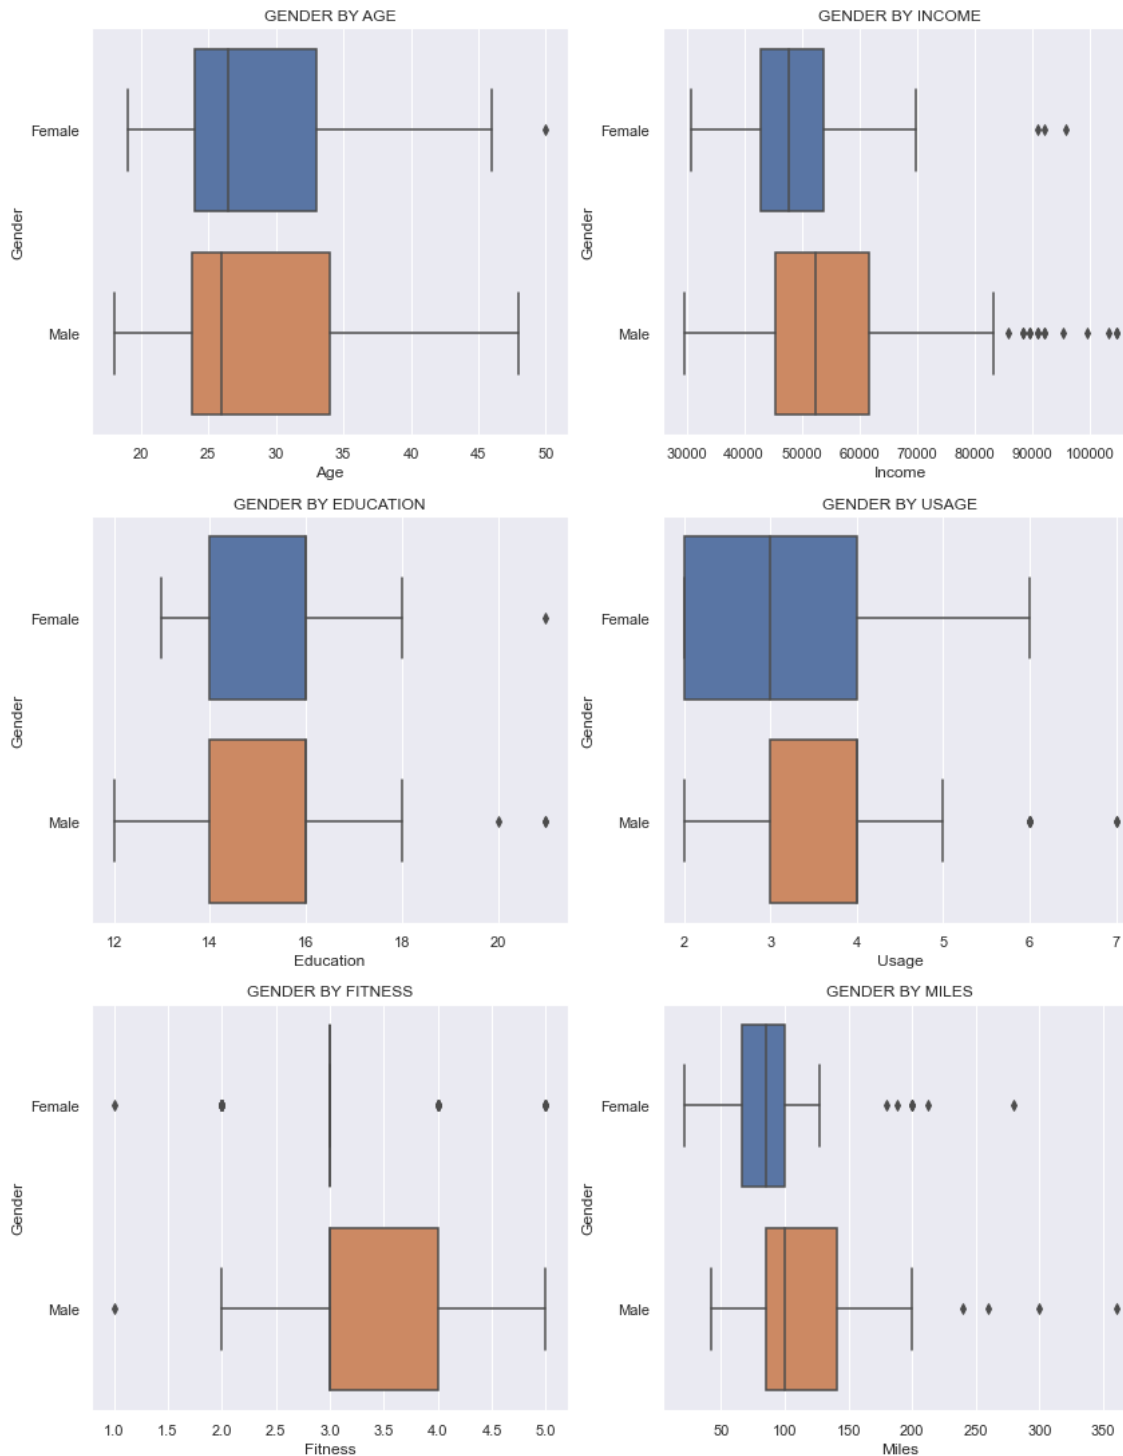 GENDER BY AGE
Gender
Female
Male
20 25 30 35 40 45 50
Age
GENDER BY INCOME
Gender
Female
Male
30000 40000 50000 60000 70000 80000 90000 100000
Income
GENDER BY EDUCATION
Gender
Female
Male
12 14 16 18 20
Education
GENDER BY USAGE
Gender
Female
Male
2 3 4 5 6 7
Usage
GENDER BY FITNESS
Gender
Female
Male
1.0 1.5 2.0 2.5 3.0 3.5 4.0 4.5 5.0
Fitness
GENDER BY MILES
Gender
Female
Male
50 100 150 200 250 300 350
Miles